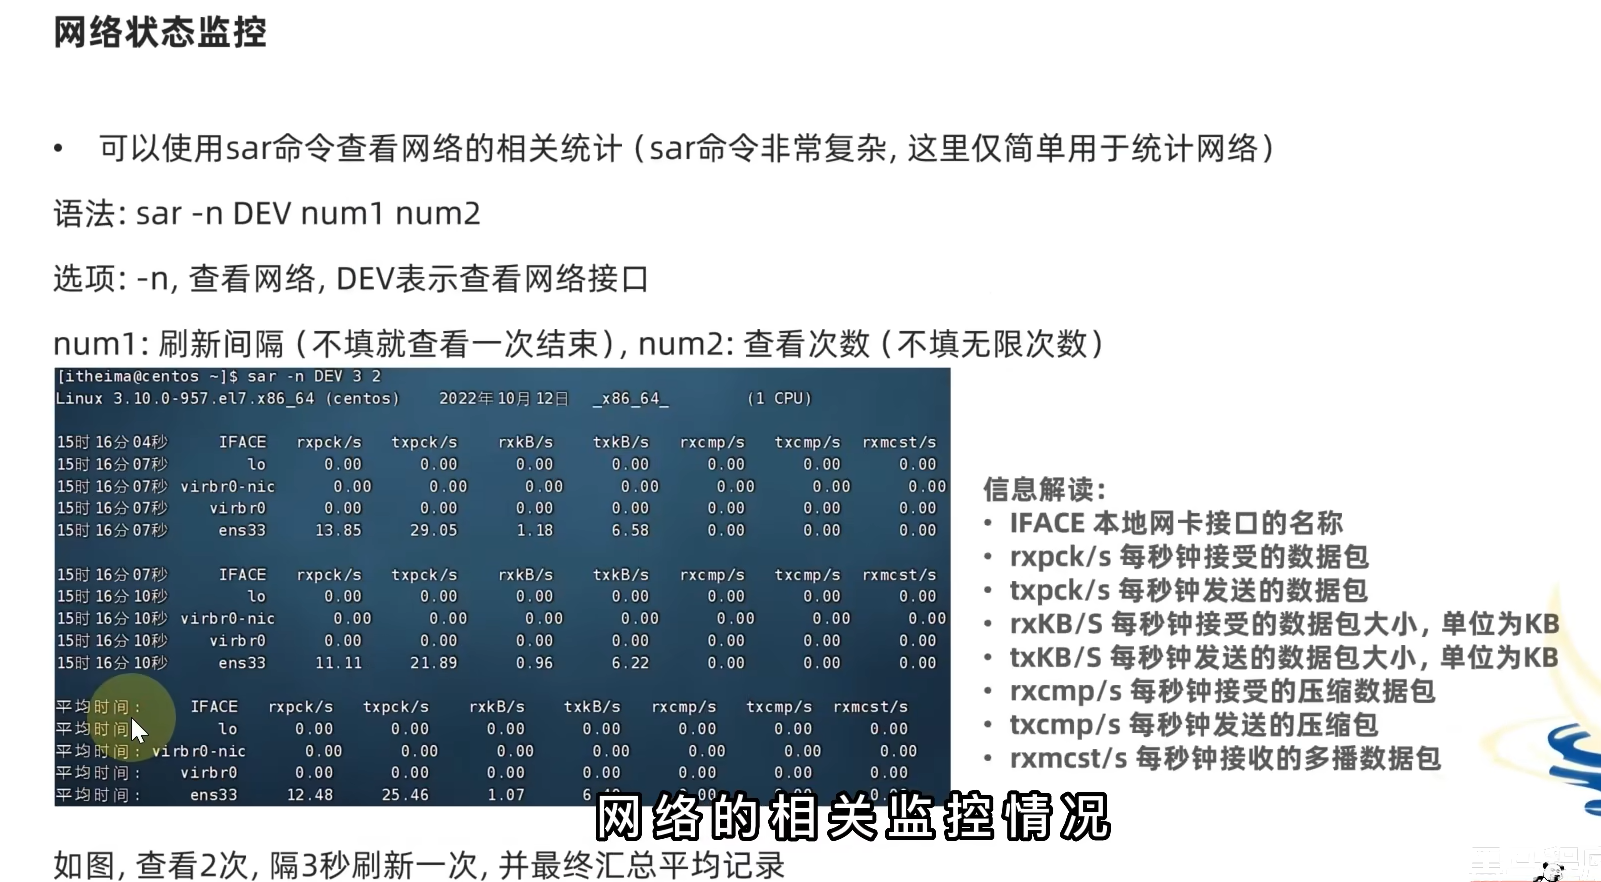 网络状态监控
• 可以使用sar命令查看网络的相关统计（sar命令非常复杂, 这里仅简单用于统计网络）
语法: sar -n DEV num1 num2
选项: -n, 查看网络, DEV表示查看网络接口
num1: 刷新间隔（不填就查看一次结束）, num2: 查看次数（不填无限次数）
[itheima@centos ~]$ sar -n DEV 3 2
Linux 3.10.0-957.el7.x86_64 (centos) 2022年10月12日 _x86_64_ (1 CPU)
15时16分04秒 IFACE rxpck/s txpck/s rxkB/s txkB/s rxcmp/s txcmp/s rxmcst/s
15时16分07秒 lo 0.00 0.00 0.00 0.00 0.00 0.00 0.00
15时16分07秒 virbr0-nic 0.00 0.00 0.00 0.00 0.00 0.00 0.00
15时16分07秒 virbr0 0.00 0.00 0.00 0.00 0.00 0.00 0.00
15时16分07秒 ens33 13.85 29.05 1.18 6.58 0.00 0.00 0.00
15时16分07秒 IFACE rxpck/s txpck/s rxkB/s txkB/s rxcmp/s txcmp/s rxmcst/s
15时16分10秒 lo 0.00 0.00 0.00 0.00 0.00 0.00 0.00
15时16分10秒 virbr0-nic 0.00 0.00 0.00 0.00 0.00 0.00 0.00
15时16分10秒 virbr0 0.00 0.00 0.00 0.00 0.00 0.00 0.00
15时16分10秒 ens33 11.11 21.89 0.96 6.22 0.00 0.00 0.00
平均时间: IFACE rxpck/s txpck/s rxkB/s txkB/s rxcmp/s txcmp/s rxmcst/s
平均时间: lo 0.00 0.00 0.00 0.00 0.00 0.00 0.00
平均时间: virbr0-nic 0.00 0.00 0.00 0.00 0.00 0.00 0.00
平均时间: virbr0 0.00 0.00 0.00 0.00 0.00 0.00 0.00
平均时间: ens33 12.48 25.46 1.07
信息解读:
• IFACE 本地网卡接口的名称
• rxpck/s 每秒钟接受的数据包
• txpck/s 每秒钟发送的数据包
• rxKB/S 每秒钟接受的数据包大小, 单位为KB
• txKB/S 每秒钟发送的数据包大小, 单位为KB
• rxcmp/s 每秒钟接受的压缩数据包
• txcmp/s 每秒钟发送的压缩包
• rxmcst/s 每秒钟接收的多播数据包
网络的相关监控情况
如图, 查看2次, 隔3秒刷新一次, 并最终汇总平均记录